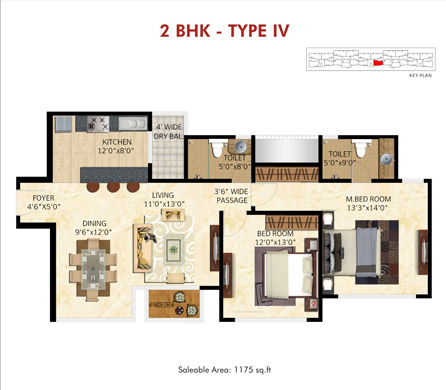 2 BHK - TYPE IV
KEY PLAN
KITCHEN
12'0"x8'0"
4' WIDE
DRY BAL
TOILET
5'0"x8'0"
TOILET
5'0"x9'0"
FOYER
4'6"X5'0"
LIVING
11'0"x13'0"
3'6" WIDE
PASSAGE
M.BED ROOM
13'3"x14'0"
DINING
9'6"x12'0"
BED ROOM
12'0"x13'0"
4'WIDE
Saleable Area: 1175 sq.ft